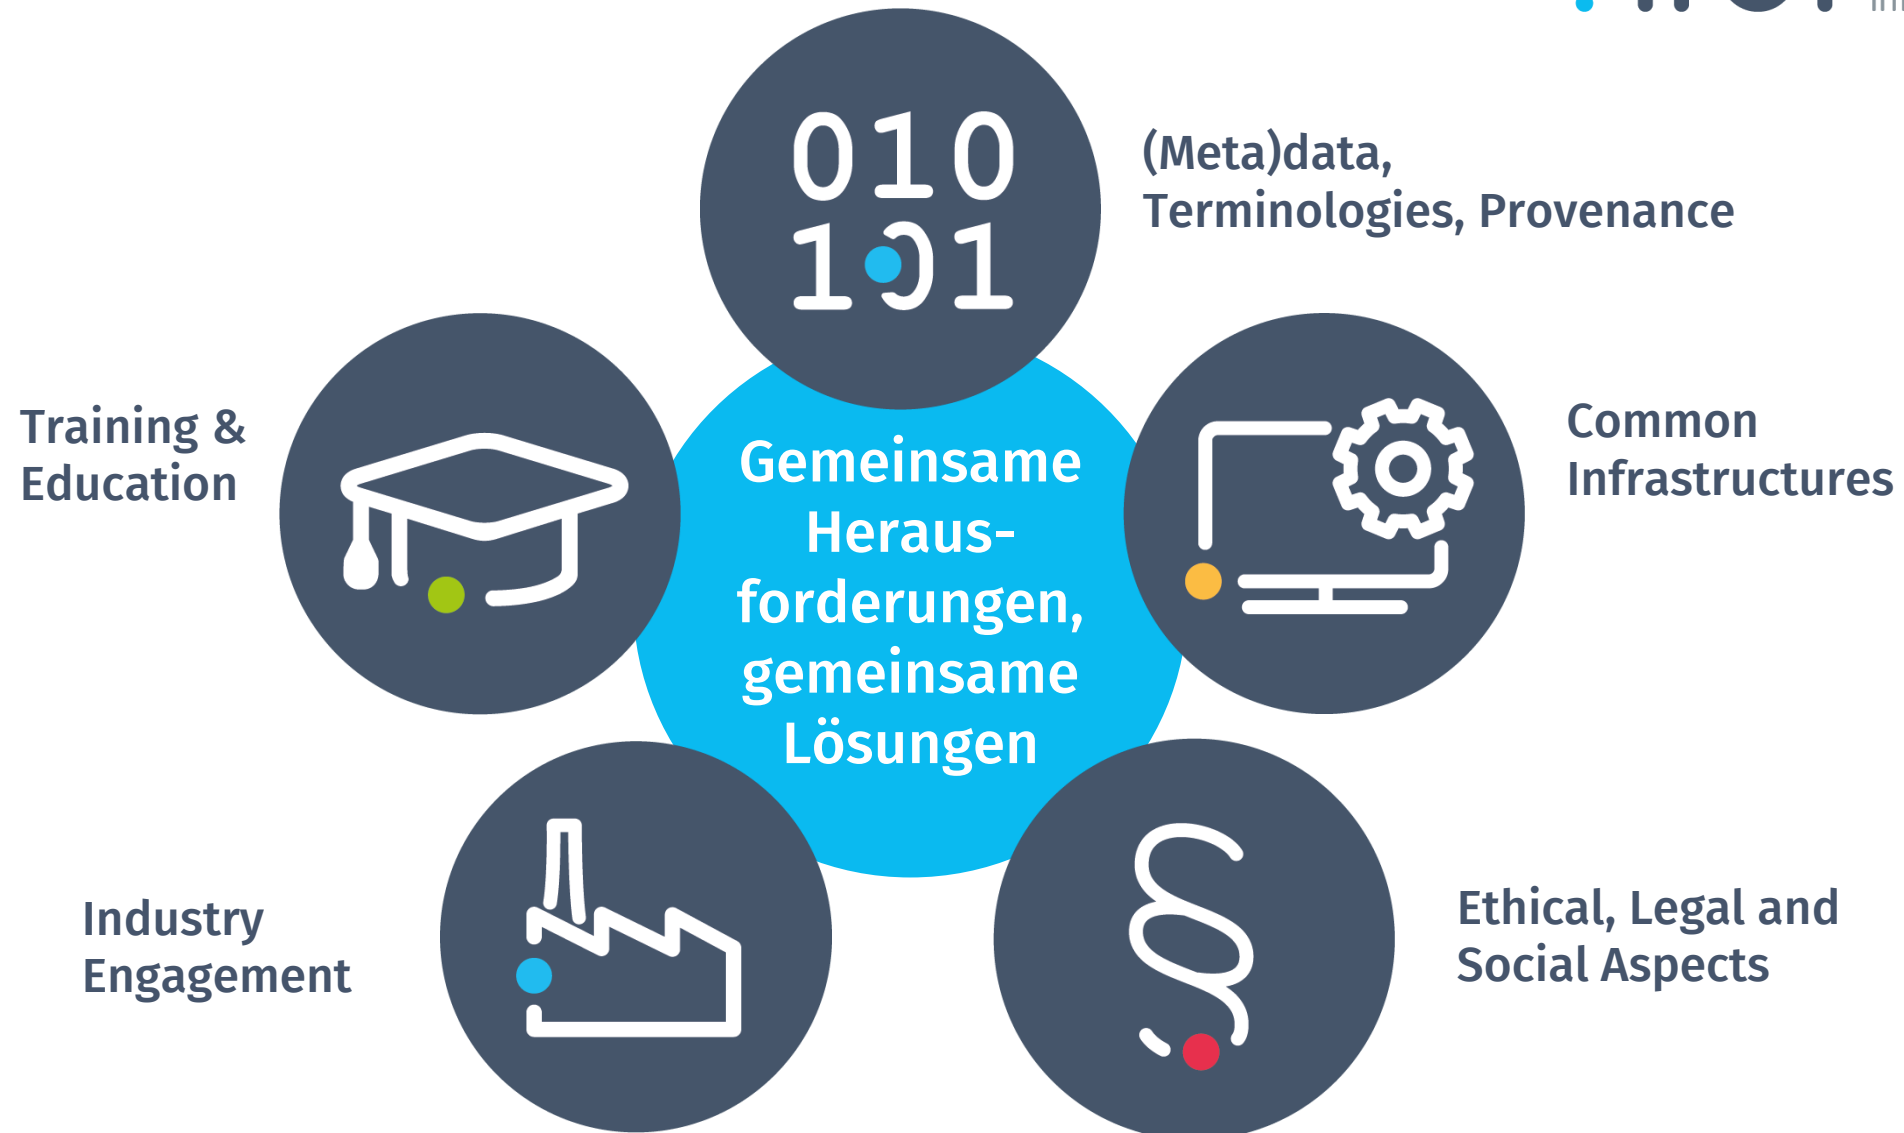 010
101
(Meta)data,
Terminologies, Provenance
Training &
Education
Common
Infrastructures
Gemeinsame
Heraus-
forderungen,
gemeinsame
Lösungen
Industry
Engagement
Ethical, Legal and
Social Aspects
§